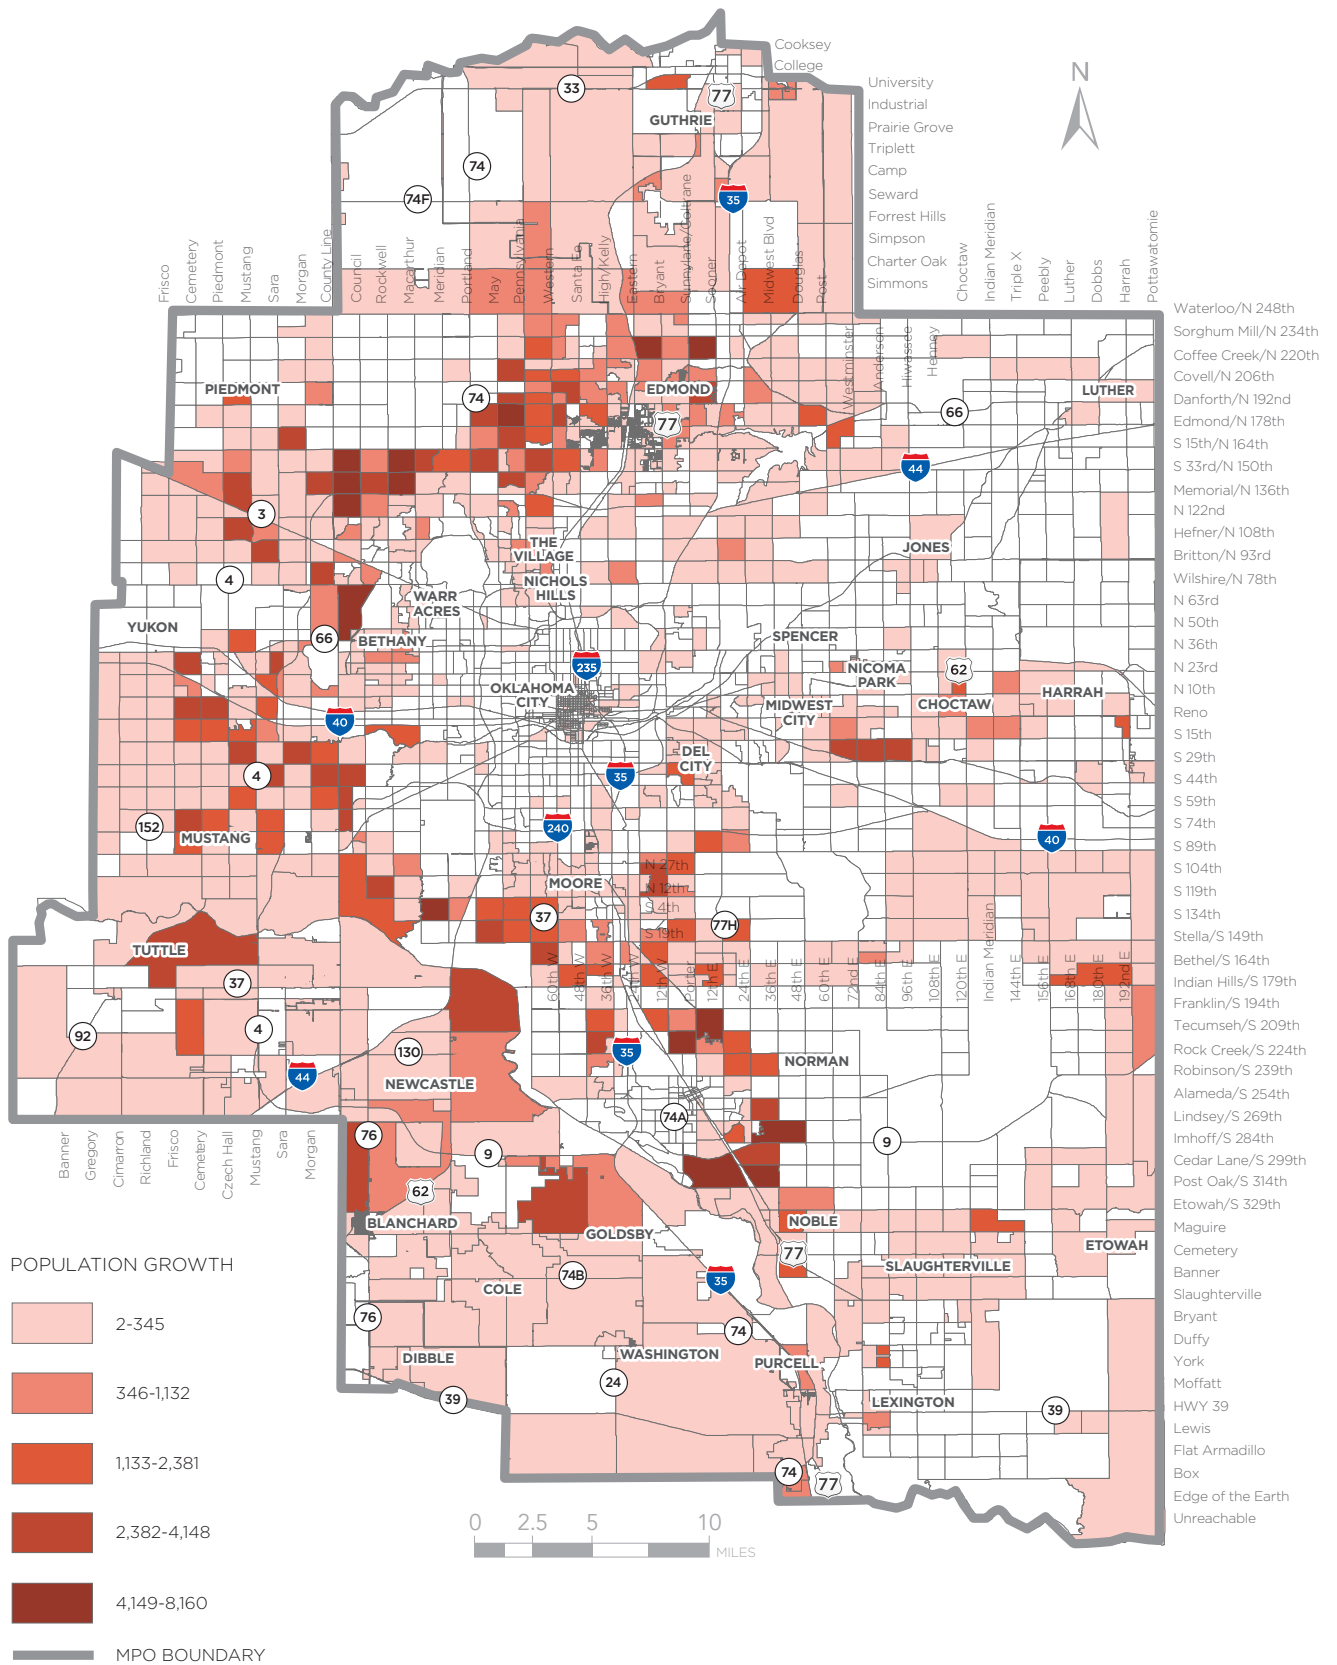 Cooksey
College
University
Industrial
Prairie Grove
Triplett
Camp
Seward
Forrest Hills
Simpson
Charter Oak
Simmons
N
33
77
GUTHRIE
74
74F
35
Frisco
Cemetery
Piedmont
Mustang
Sara
Morgan
County Line
Council
Rockwell
Macarthur
Meridian
Portland
May
Pennsylvania
Western
Santa Fe
High/Kelly
Eastern
Bryant
Sunnylane/Coltrane
Sooner
Air Depot
Midwest Blvd
Douglas
Post
Westminster
Anderson
Hiwassee
Henney
Choctaw
Indian Meridian
Triple X
Peebly
Luther
Dobbs
Harrah
Pottawatomie
Waterloo/N 248th
Sorghum Mill/N 234th
Coffee Creek/N 220th
Covell/N 206th
Danforth/N 192nd
Edmond/N 178th
S 15th/N 164th
S 33rd/N 150th
Memorial/N 136th
N 122nd
Hefner/N 108th
Britton/N 93rd
Wilshire/N 78th
N 63rd
N 50th
N 36th
N 23rd
N 10th
Reno
S 15th
S 29th
S 44th
S 59th
S 74th
S 89th
S 104th
S 119th
S 134th
Stella/S 149th
Bethel/S 164th
Indian Hills/S 179th
Franklin/S 194th
Tecumseh/S 209th
Rock Creek/S 224th
Robinson/S 239th
Alameda/S 254th
Lindsey/S 269th
Imhoff/S 284th
Cedar Lane/S 299th
Post Oak/S 314th
Etowah/S 329th
Maguire
Cemetery
Banner
Slaughterville
Bryant
Duffy
York
Moffatt
HWY 39
Lewis
Flat Armadillo
Box
Edge of the Earth
Unreachable
PIEDMONT
74
EDMOND
77
66
LUTHER
44
3
THE
VILLAGE
JONES
4
NICHOLS
HILLS
WARR
ACRES
YUKON
66
BETHANY
SPENCER
235
NICOMA
PARK
62
OKLAHOMA
CITY
HARRAH
MIDWEST
CITY
CHOCTAW
40
DEL
CITY
4
35
152
MUSTANG
240
40
N 27th
N 12th
S 4th
S 19th
MOORE
37
77H
60th W
48th W
36th W
24th W
12th W
Porter
12th E
24th E
36th E
48th E
60th E
72nd E
84th E
96th E
108th E
120th E
Indian Meridian
144th E
156th E
168th E
180th E
192nd E
TUTTLE
37
92
4
44
130
NEWCASTLE
35
NORMAN
74A
76
9
9
62
Banner
Gregory
Cimarron
Richland
Frisco
Cemetery
Czech Hall
Mustang
Sara
Morgan
BLANCHARD
GOLDSBY
NOBLE
77
ETOWAH
SLAUGHTERVILLE
COLE
74B
35
76
74
DIBBLE
WASHINGTON
PURCELL
24
39
LEXINGTON
39
74
77
POPULATION GROWTH
2-345
346-1,132
1,133-2,381
2,382-4,148
4,149-8,160
MPO BOUNDARY
0 2.5 5 10
MILES